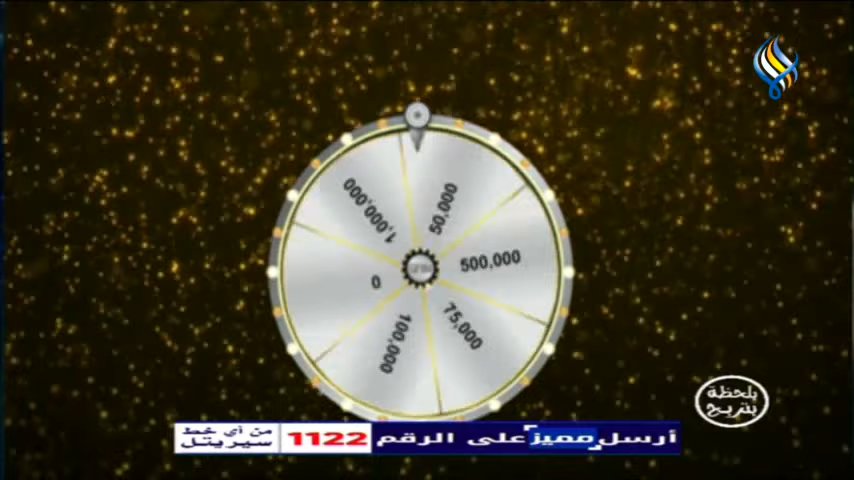 1,000,000
50,000
500,000
0
75,000
100,000
بلحظة
بتربح
أرسل مميز على الرقم 1122 من أي خط
سيريتل